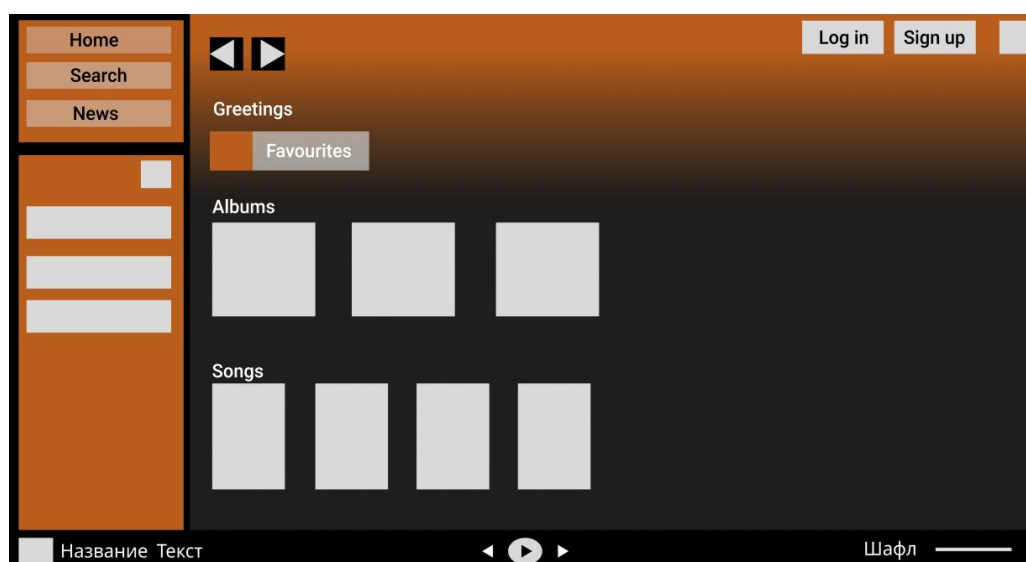 Home
Search
News
Log in
Sign up
Greetings
Favourites
Albums
Songs
Название Текст
Шафл